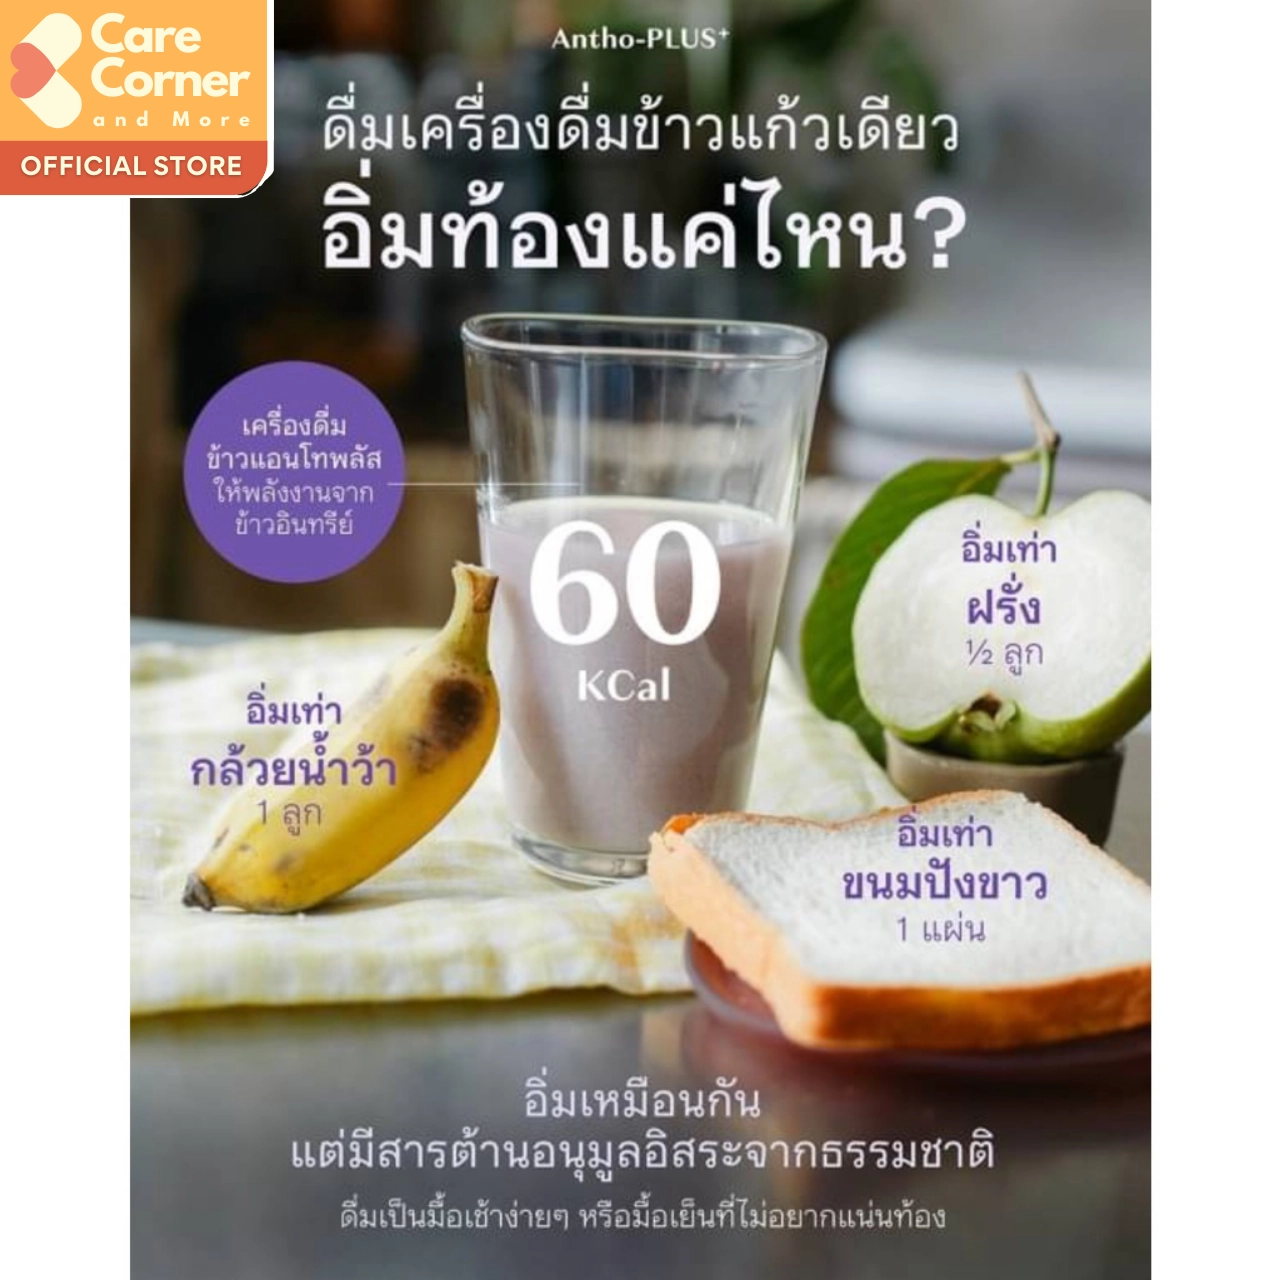 Care
Corner
and More
OFFICIAL STORE
Antho-PLUS+
ดื่มเครื่องดื่มข้าวแก้วเดียว
อิ่มท้องแค่ไหน?
เครื่องดื่ม
ข้าวแอนโทพลัส
ให้พลังงานจาก
ข้าวอินทรีย์
60
KCal
อิ่มเท่า
ฝรั่ง
½ ลูก
อิ่มเท่า
กล้วยน้ำว้า
1 ลูก
อิ่มเท่า
ขนมปังขาว
1 แผ่น
อิ่มเหมือนกัน
แต่มีสารต้านอนุมูลอิสระจากธรรมชาติ
ดื่มเป็นมื้อเช้าง่ายๆ หรือมื้อเย็นที่ไม่อยากแน่นท้อง